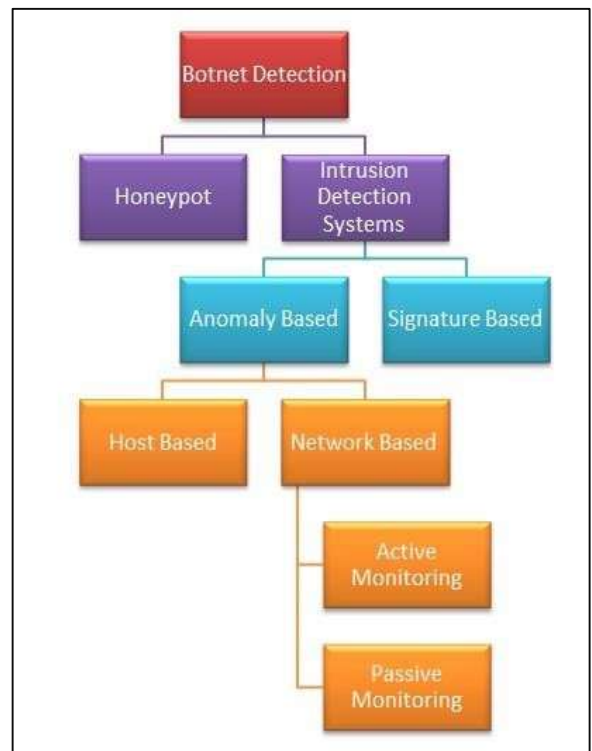 Botnet Detection
Honeypot
Intrusion
Detection
Systems
Anomaly Based
Signature Based
Host Based
Network Based
Active
Monitoring
Passive
Monitoring